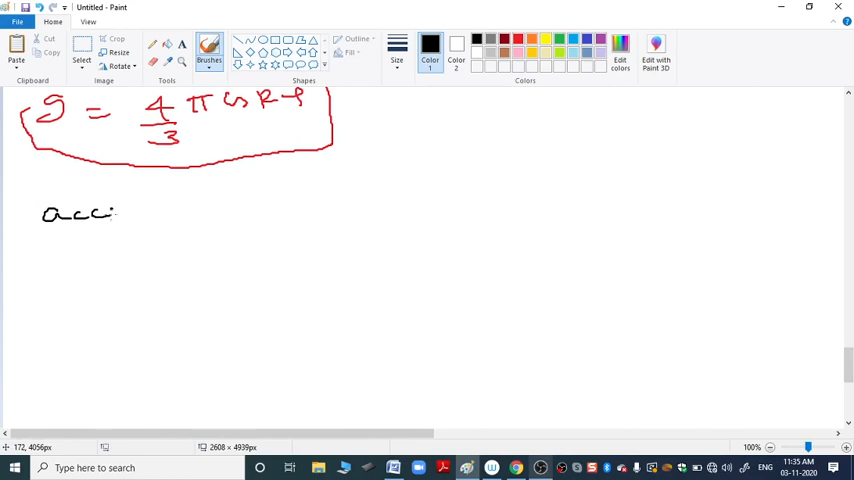 Untitled - Paint
File Home View
Cut
Copy
Paste
Clipboard
Crop
Resize
Rotate
Select
Image
A
Tools
Brushes
Outline
Fill
Shapes
Size
Color 1
Color 2
Edit colors
Colors
Edit with Paint 3D
g = 4/3 π G R ρ
acci
172, 4056px
2608 × 4939px
100%
Type here to search
ENG
11:35 AM
03-11-2020